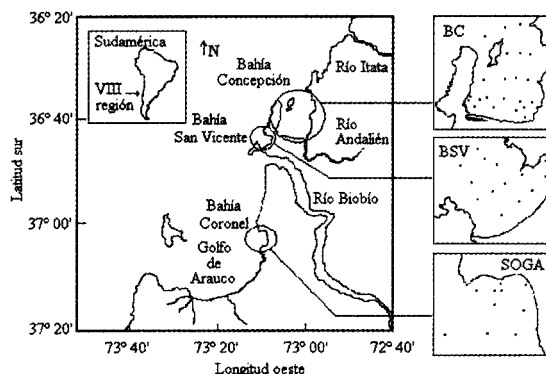 36° 20'
36° 40'
37° 00'
37° 20'
Latitud sur
Sudamérica
VIII
región
↑N
Bahía
Concepción
Río Itata
Bahía
San Vicente
Río
Andalién
Río Biobío
Bahía
Coronel
Golfo
de
Arauco
73° 40'
73° 20'
73° 00'
72° 40'
Longitud oeste
BC
BSV
SOGA